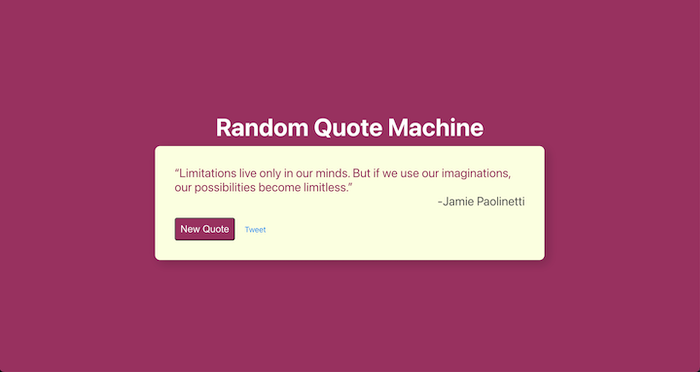 Random Quote Machine
“Limitations live only in our minds. But if we use our imaginations,
our possibilities become limitless.”
-Jamie Paolinetti
New Quote
Tweet